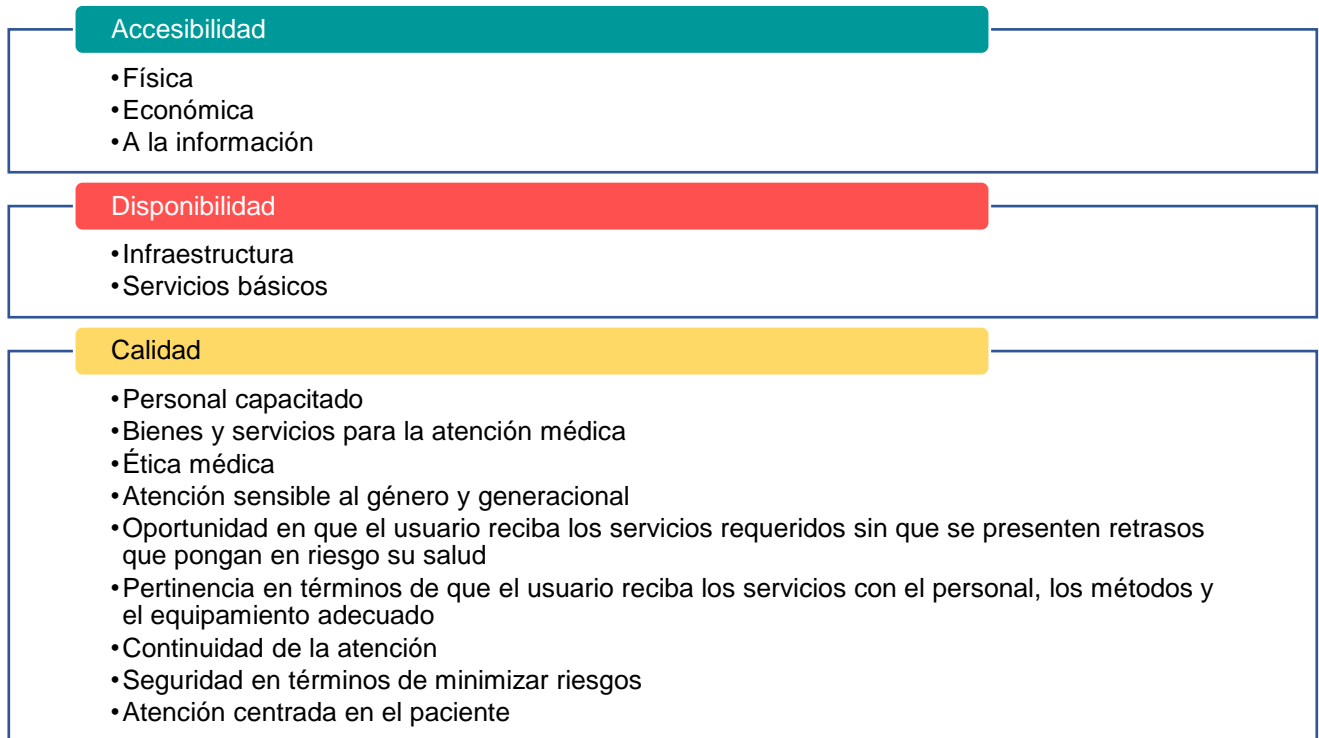 Accesibilidad
•Física
•Económica
•A la información
Disponibilidad
•Infraestructura
•Servicios básicos
Calidad
•Personal capacitado
•Bienes y servicios para la atención médica
•Ética médica
•Atención sensible al género y generacional
•Oportunidad en que el usuario reciba los servicios requeridos sin que se presenten retrasos
que pongan en riesgo su salud
•Pertinencia en términos de que el usuario reciba los servicios con el personal, los métodos y
el equipamiento adecuado
•Continuidad de la atención
•Seguridad en términos de minimizar riesgos
•Atención centrada en el paciente